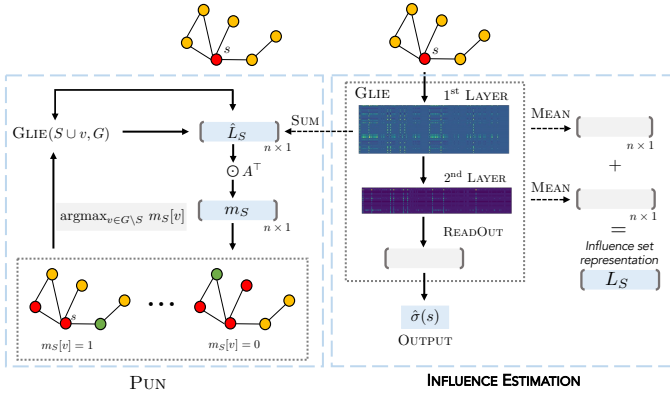 s
s
GLIE
1st LAYER
SUM
MEAN
GLIE(S ∪ v, G)
L̂_S
n × 1
n × 1
⊙ A^⊤
+
2nd LAYER
MEAN
argmax_{v∈G\S} m_S[v]
m_S
n × 1
n × 1
READOUT
=
Influence set
representation
L_S
s
m_S[v] = 1
m_S[v] = 0
σ̂(s)
OUTPUT
PUN
INFLUENCE ESTIMATION